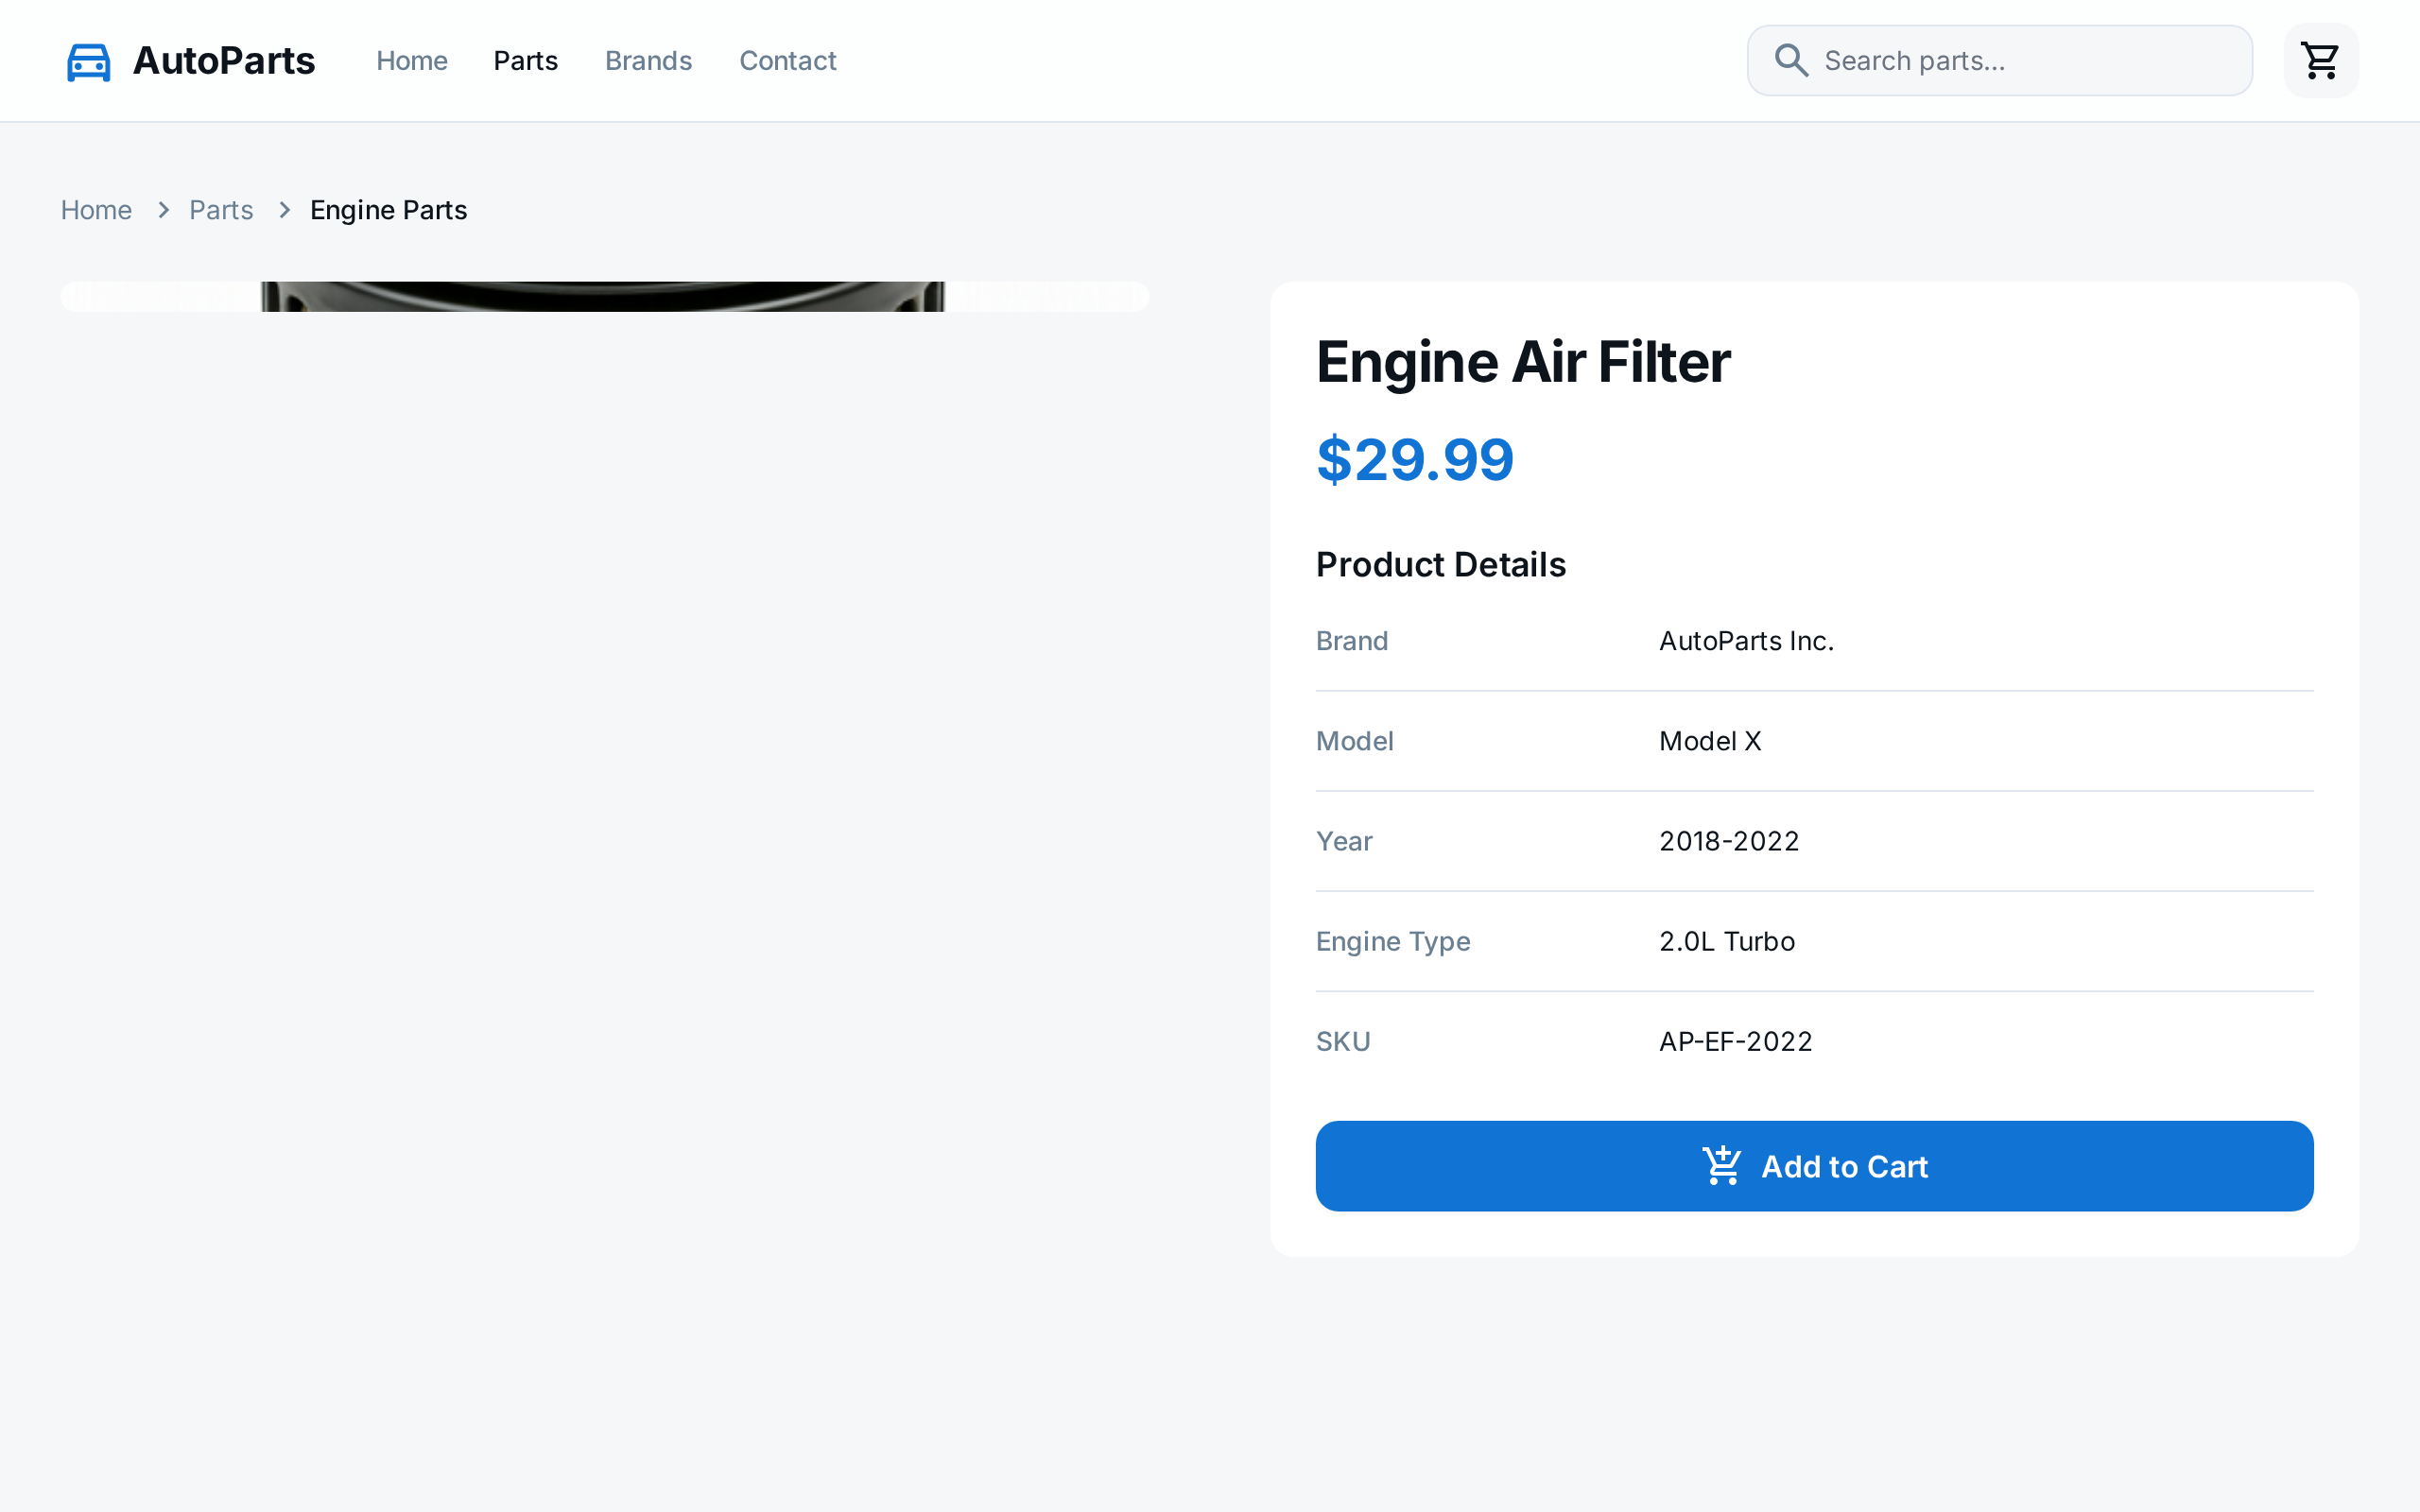 AutoParts
Home Parts Brands Contact
Search parts...
Home > Parts > Engine Parts
Engine Air Filter
$29.99
Product Details
Brand AutoParts Inc.
Model Model X
Year 2018-2022
Engine Type 2.0L Turbo
SKU AP-EF-2022
Add to Cart